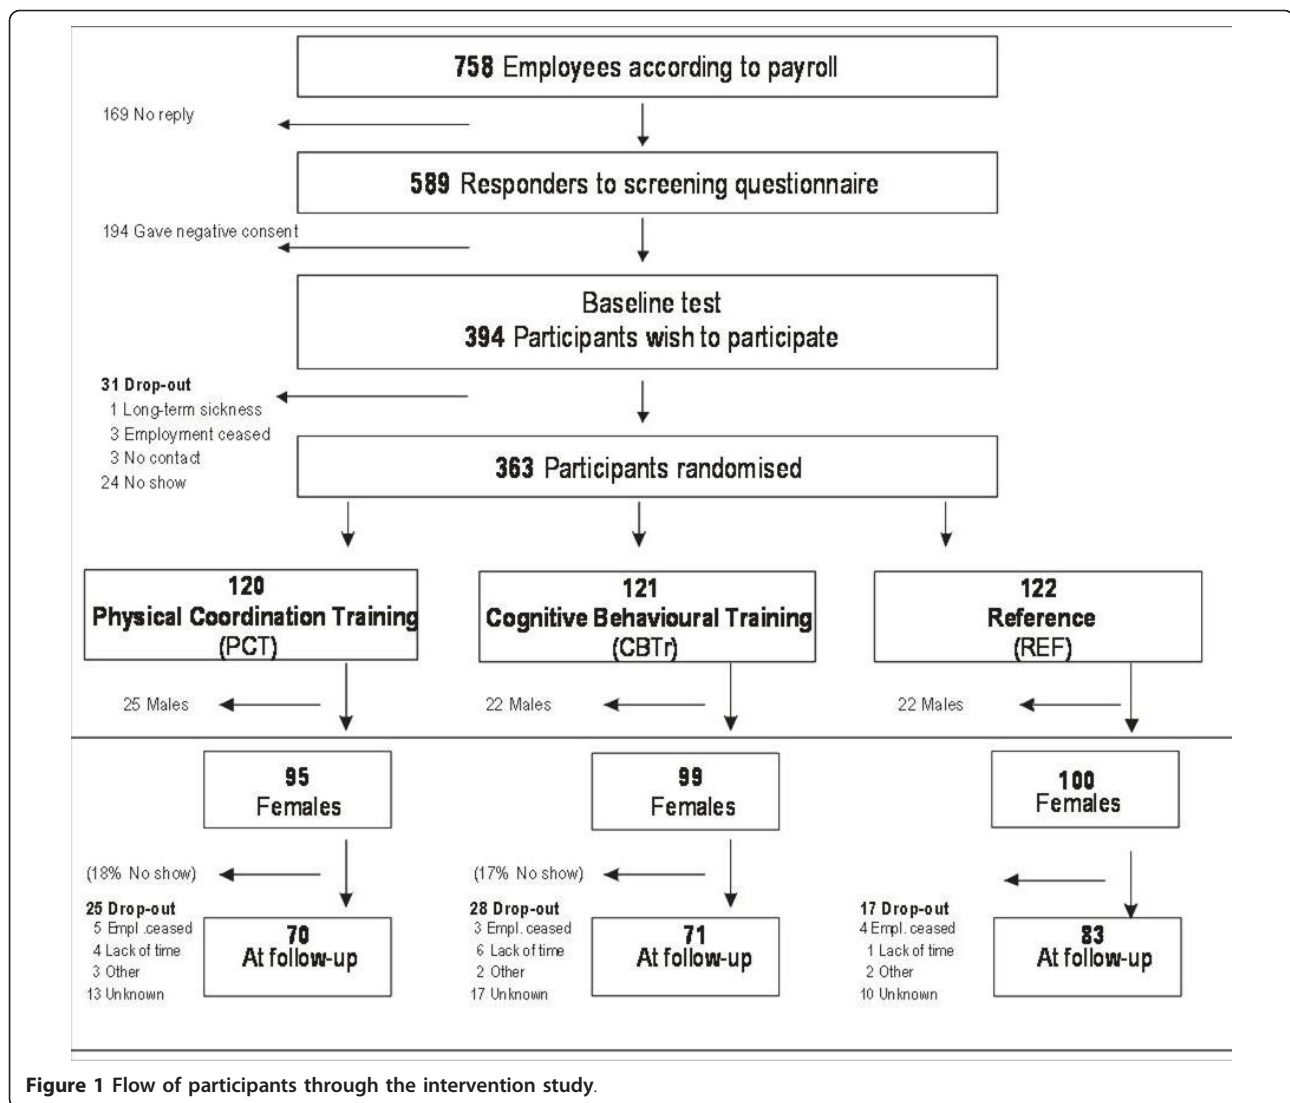 758 Employees according to payroll
169 No reply
589 Responders to screening questionnaire
194 Gave negative consent
Baseline test
394 Participants wish to participate
31 Drop-out
1 Long-term sickness
3 Employment ceased
3 No contact
24 No show
363 Participants randomised
120
Physical Coordination Training
(PCT)
121
Cognitive Behavioural Training
(CBTr)
122
Reference
(REF)
25 Males
22 Males
22 Males
95
Females
99
Females
100
Females
(18% No show)
25 Drop-out
5 Empl .ceased
4 Lack of time
3 Other
13 Unknown
70
At follow-up
(17% No show)
28 Drop-out
3 Empl. ceased
6 Lack of time
2 Other
17 Unknown
71
At follow-up
17 Drop-out
4 Empl. ceased
1 Lack of time
2 Other
10 Unknown
83
At follow-up
Figure 1 Flow of participants through the intervention study.